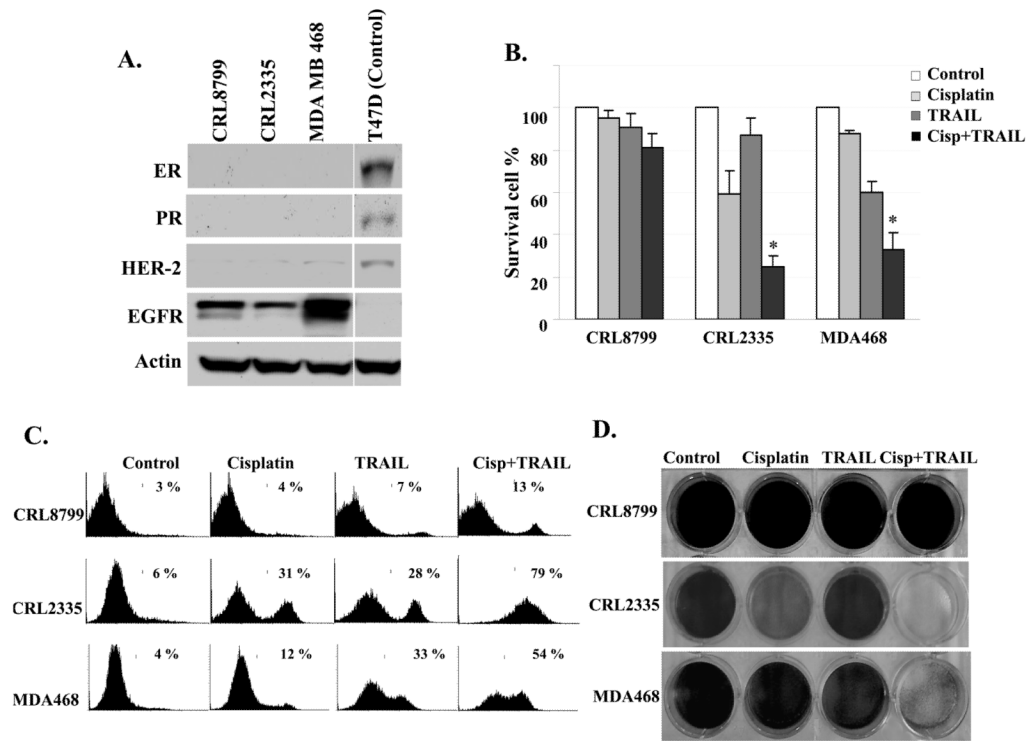 A.
CRL8799
CRL2335
MDA MB 468
T47D (Control)
ER
PR
HER-2
EGFR
Actin
B.
Control
Cisplatin
TRAIL
Cisp+TRAIL
Survival cell %
100
80
60
40
20
0
*
*
CRL8799
CRL2335
MDA468
C.
Control Cisplatin TRAIL Cisp+TRAIL
CRL8799 3 % 4 % 7 % 13 %
CRL2335 6 % 31 % 28 % 79 %
MDA468 4 % 12 % 33 % 54 %
D.
Control Cisplatin TRAIL Cisp+TRAIL
CRL8799
CRL2335
MDA468